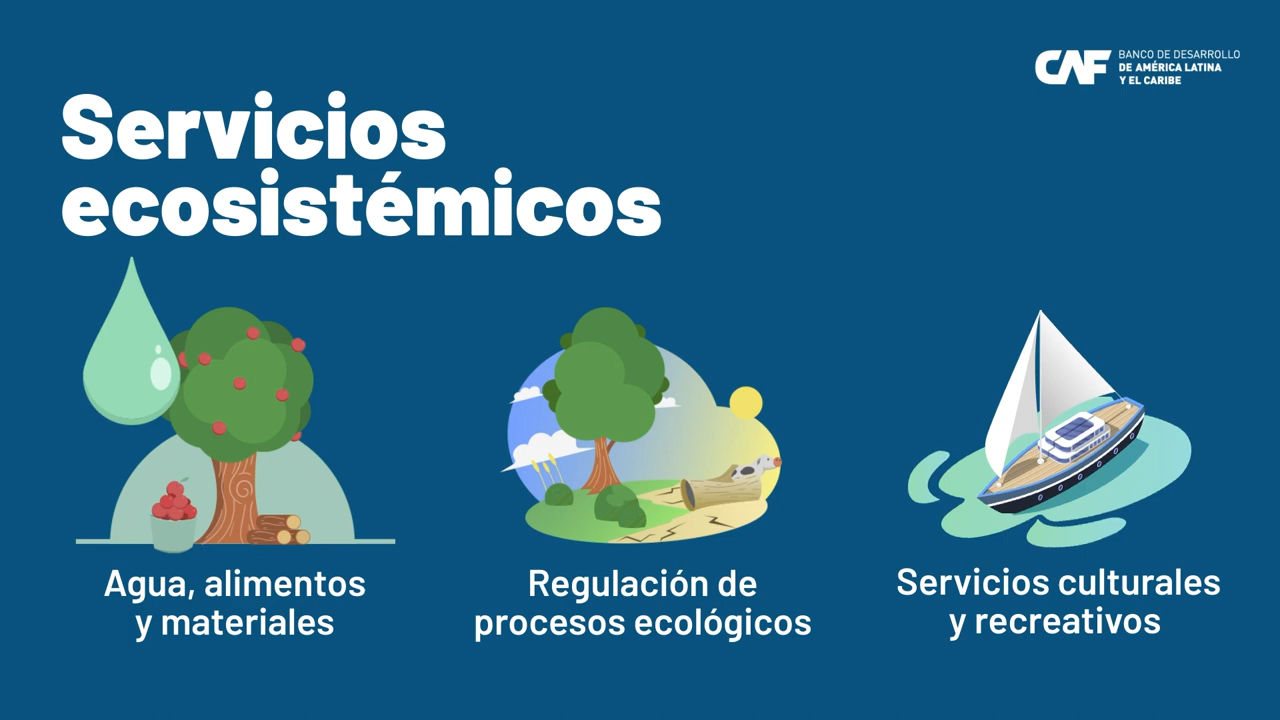 CAF
BANCO DE DESARROLLO
DE AMÉRICA LATINA
Y EL CARIBE
Servicios
ecosistémicos
Agua, alimentos
y materiales
Regulación de
procesos ecológicos
Servicios culturales
y recreativos